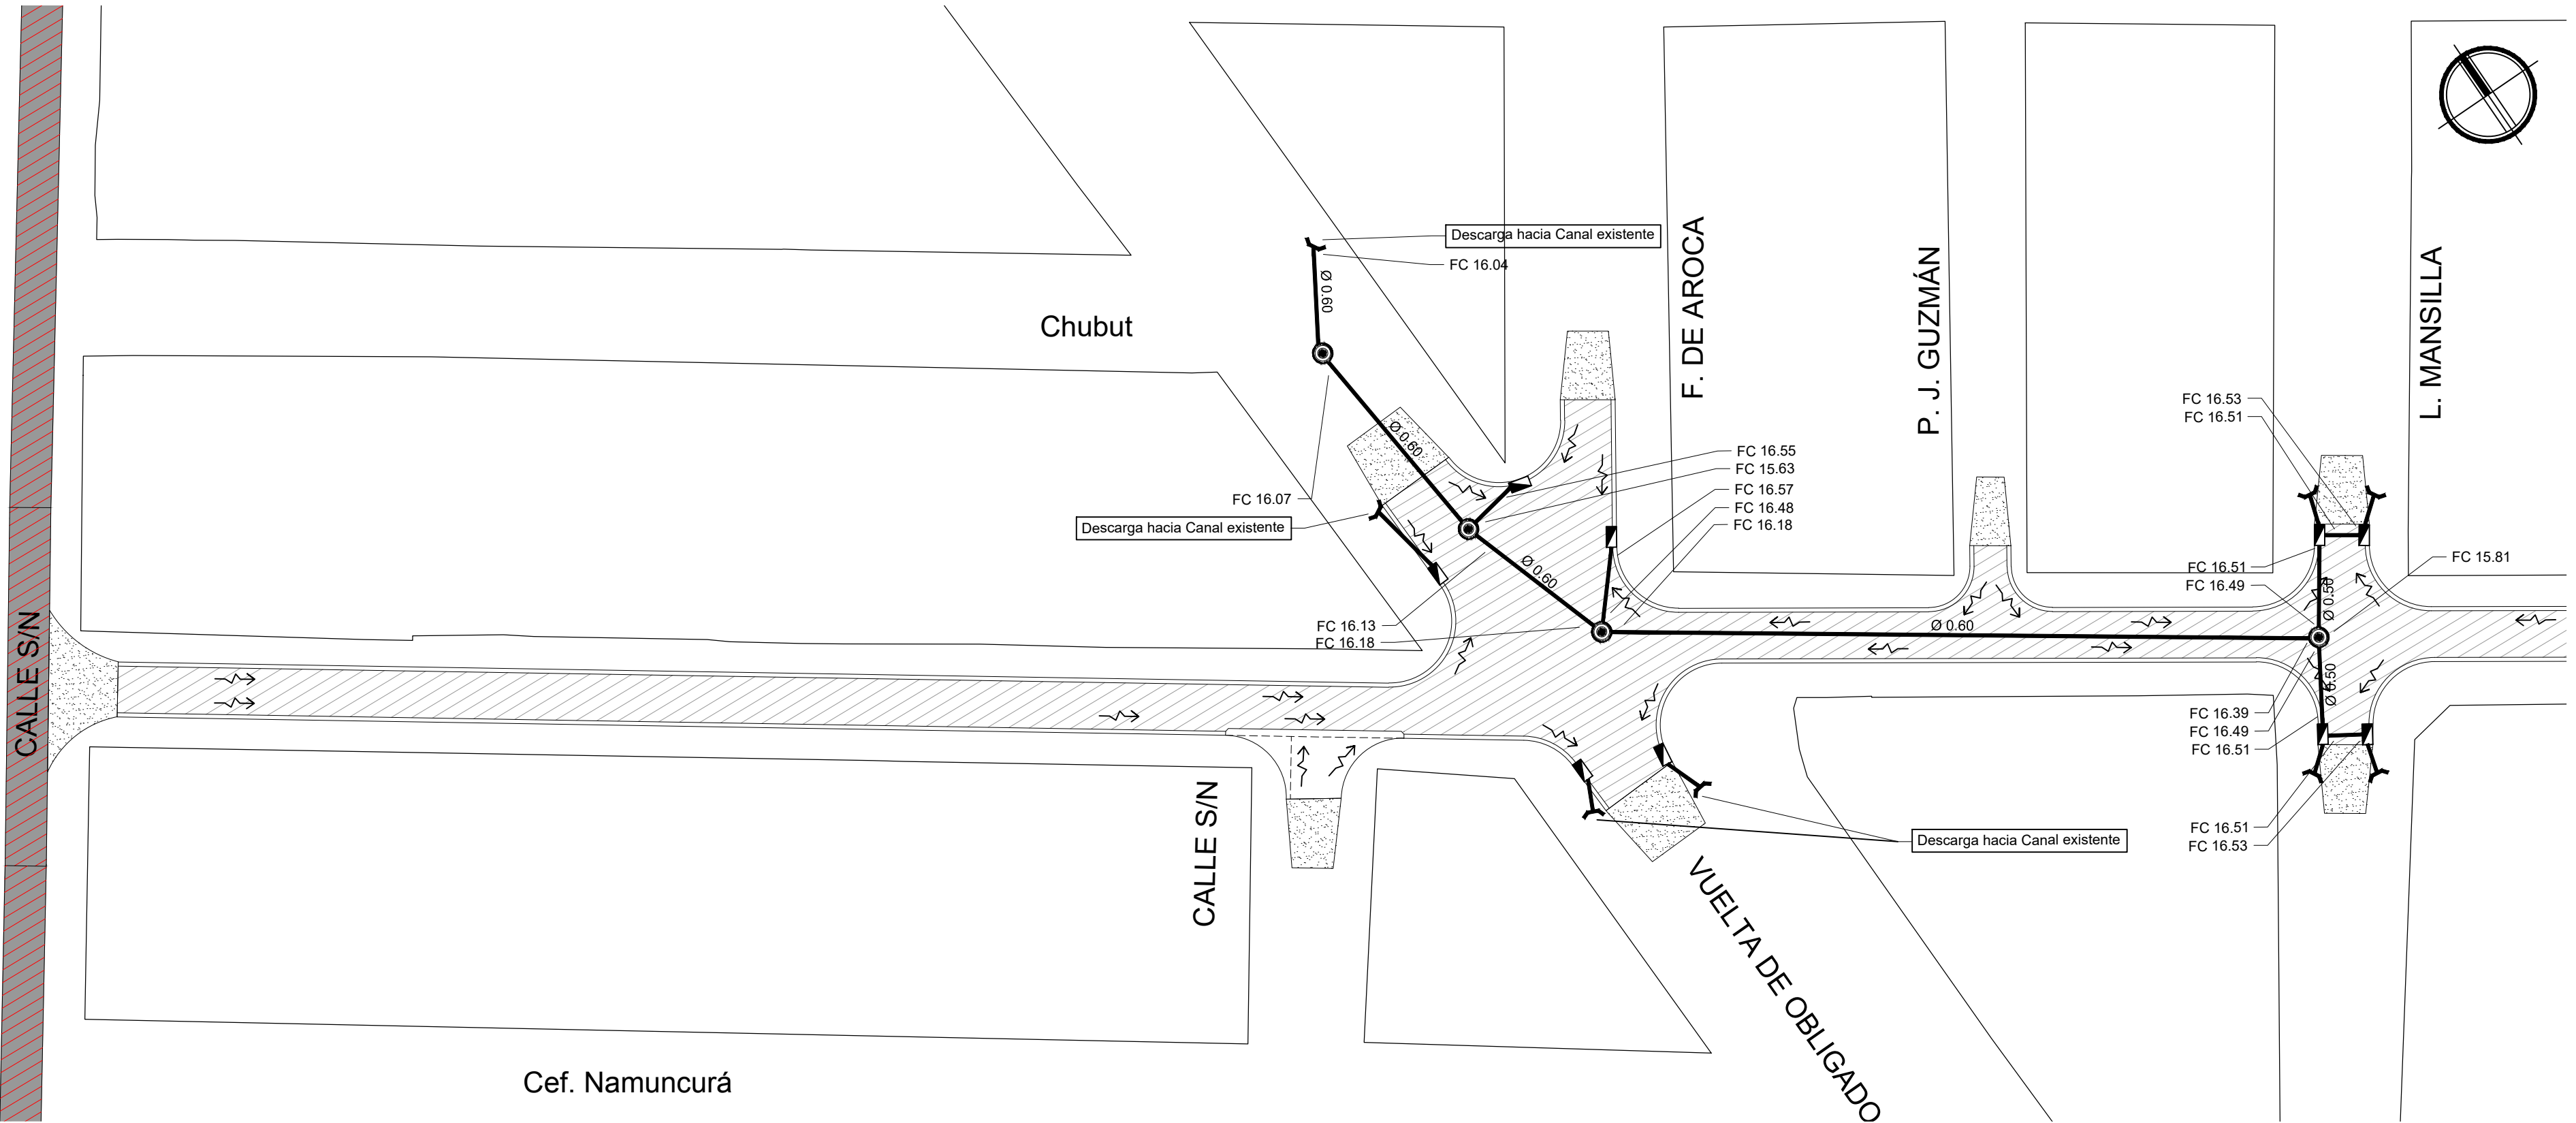 Descarga hacia Canal existente
FC 16.04
Ø 0.60
Chubut
F. DE AROCA
P. J. GUZMÁN
L. MANSILLA
FC 16.53
FC 16.51
Ø 0.60
FC 16.55
FC 15.63
FC 16.57
FC 16.48
FC 16.18
FC 16.07
Descarga hacia Canal existente
Ø 0.60
FC 15.81
FC 16.51
FC 16.49
Ø 0.50
FC 16.13
FC 16.18
Ø 0.60
CALLE S/N
Ø 0.50
FC 16.39
FC 16.49
FC 16.51
CALLE S/N
FC 16.51
FC 16.53
Descarga hacia Canal existente
VUELTA DE OBLIGADO
Cef. Namuncurá